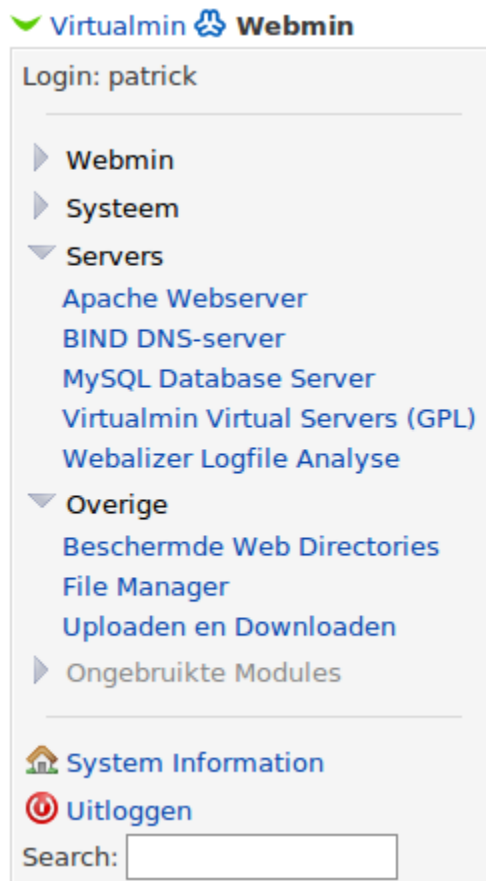 Virtualmin Webmin
Login: patrick
Webmin
Systeem
Servers
Apache Webserver
BIND DNS-server
MySQL Database Server
Virtualmin Virtual Servers (GPL)
Webalizer Logfile Analyse
Overige
Beschermde Web Directories
File Manager
Uploaden en Downloaden
Ongebruikte Modules
System Information
Uitloggen
Search: